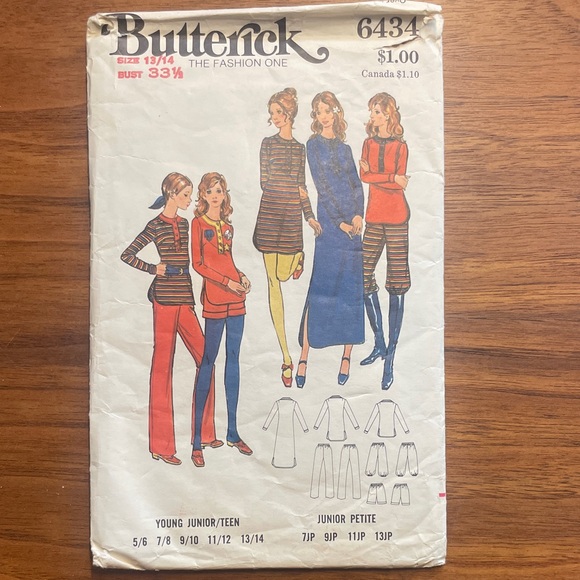 Butterick
6434
SIZE 13/14
THE FASHION ONE
$1.00
BUST 33½
Canada $1.10
YOUNG JUNIOR/TEEN
JUNIOR PETITE
5/6 7/8 9/10 11/12 13/14
7JP 9JP 11JP 13JP